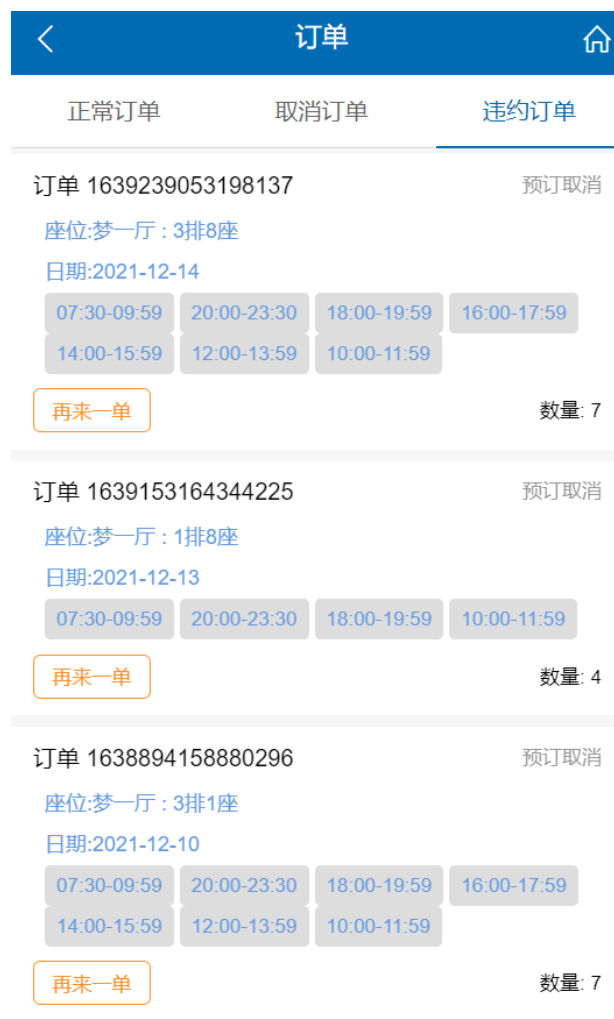 订单
正常订单 取消订单 违约订单
订单 1639239053198137 预订取消
座位:梦一厅 : 3排8座
日期:2021-12-14
07:30-09:59 20:00-23:30 18:00-19:59 16:00-17:59
14:00-15:59 12:00-13:59 10:00-11:59
再来一单 数量: 7
订单 1639153164344225 预订取消
座位:梦一厅 : 1排8座
日期:2021-12-13
07:30-09:59 20:00-23:30 18:00-19:59 10:00-11:59
再来一单 数量: 4
订单 1638894158880296 预订取消
座位:梦一厅 : 3排1座
日期:2021-12-10
07:30-09:59 20:00-23:30 18:00-19:59 16:00-17:59
14:00-15:59 12:00-13:59 10:00-11:59
再来一单 数量: 7